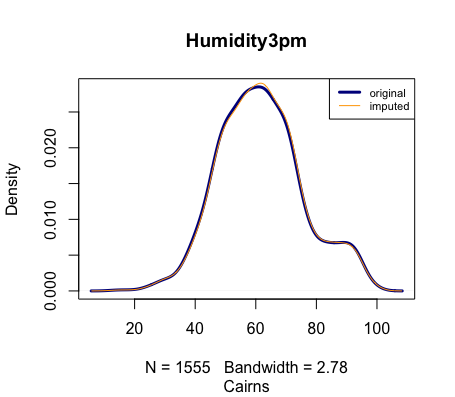 Humidity3pm
original
imputed
Density
0.000
0.010
0.020
20 40 60 80 100
N = 1555 Bandwidth = 2.78
Cairns